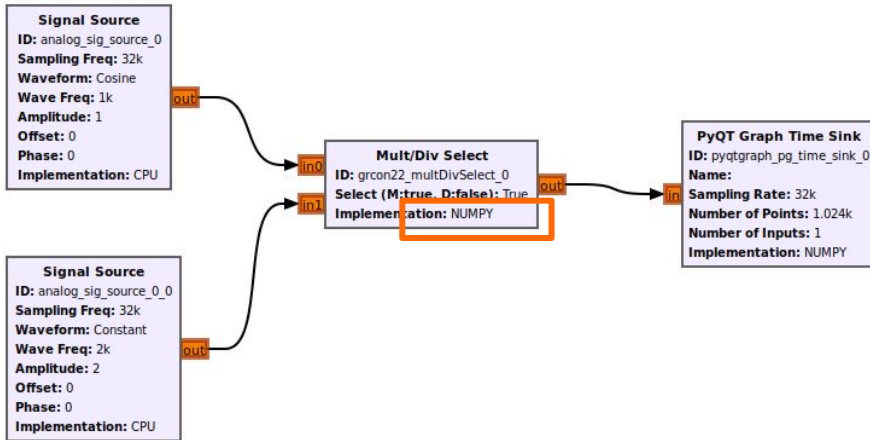 Signal Source
ID: analog_sig_source_0
Sampling Freq: 32k
Waveform: Cosine
Wave Freq: 1k
Amplitude: 1
Offset: 0
Phase: 0
Implementation: CPU
out
Signal Source
ID: analog_sig_source_0_0
Sampling Freq: 32k
Waveform: Constant
Wave Freq: 2k
Amplitude: 2
Offset: 0
Phase: 0
Implementation: CPU
out
in0
in1
Mult/Div Select
ID: grcon22_multDivSelect_0
Select (M:true, D:false): True
Implementation: NUMPY
out
in
PyQT Graph Time Sink
ID: pyqtgraph_pg_time_sink_0
Name:
Sampling Rate: 32k
Number of Points: 1.024k
Number of Inputs: 1
Implementation: NUMPY